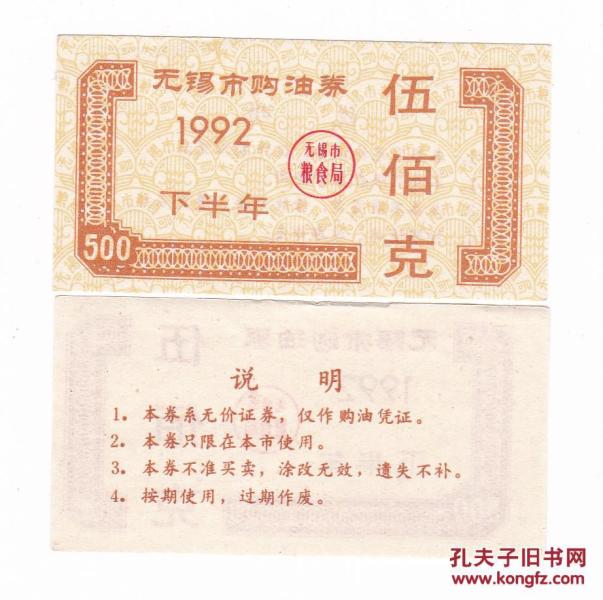 无锡市购油券
1992
下半年
500
无锡市
粮食局
伍佰克
说 明
1. 本券系无价证券，仅作购油凭证。
2. 本券只限在本市使用。
3. 本券不准买卖，涂改无效，遗失不补。
4. 按期使用，过期作废。
孔夫子旧书网
www.kongfz.com